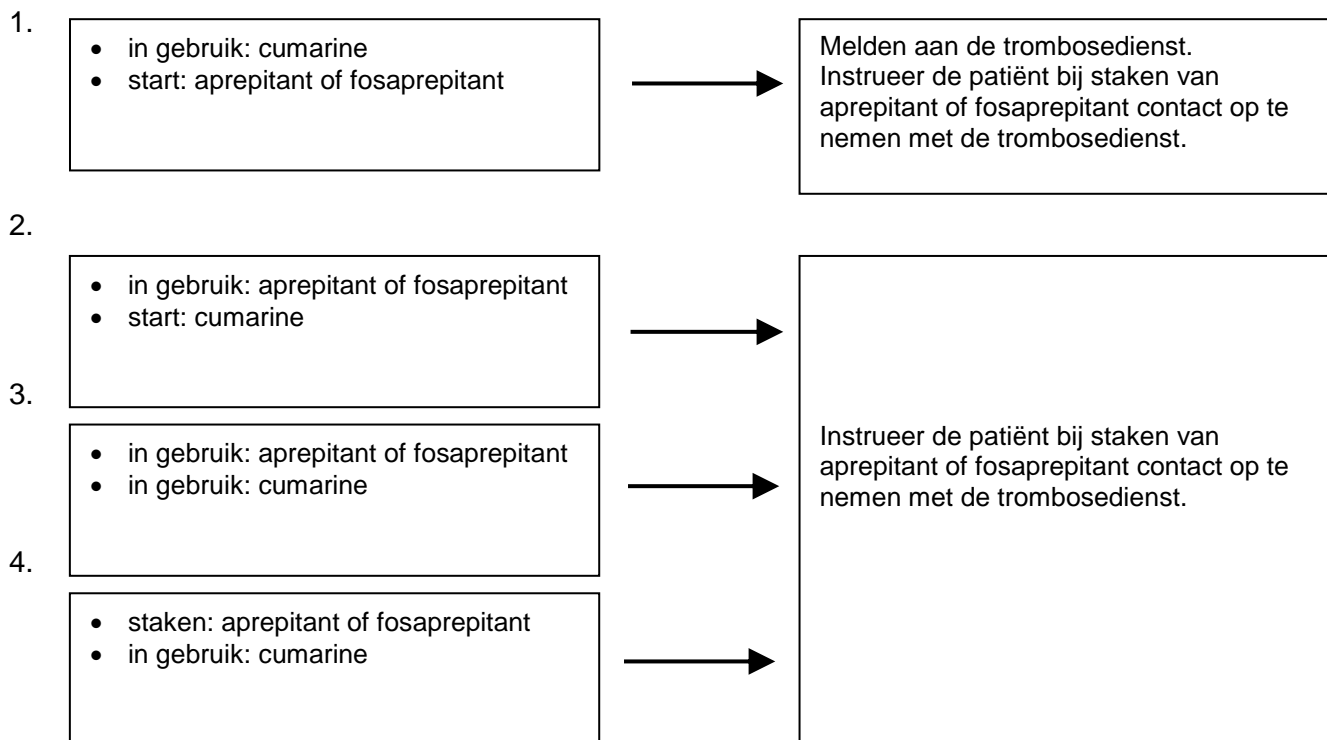 1.
• in gebruik: cumarine
• start: aprepitant of fosaprepitant
Melden aan de trombosedienst.
Instrueer de patiënt bij staken van
aprepitant of fosaprepitant contact op te
nemen met de trombosedienst.
2.
• in gebruik: aprepitant of fosaprepitant
• start: cumarine
3.
• in gebruik: aprepitant of fosaprepitant
• in gebruik: cumarine
Instrueer de patiënt bij staken van
aprepitant of fosaprepitant contact op te
nemen met de trombosedienst.
4.
• staken: aprepitant of fosaprepitant
• in gebruik: cumarine